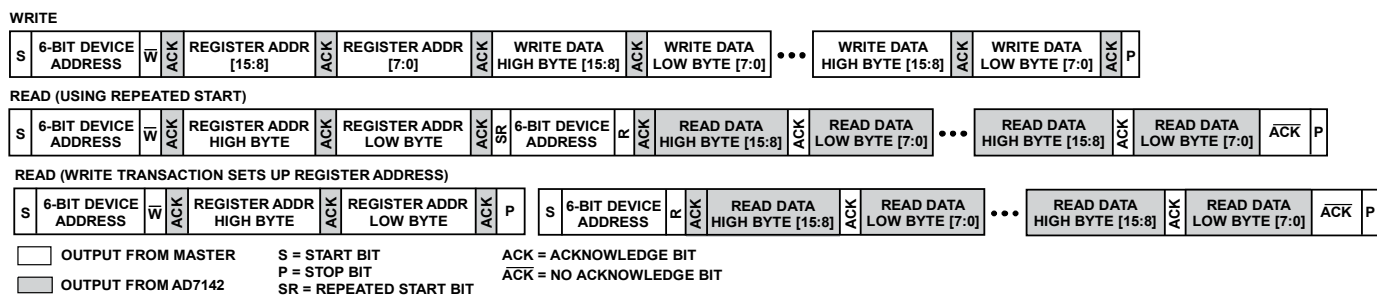 WRITE
S 6-BIT DEVICE ADDRESS W̅ ACK REGISTER ADDR [15:8] ACK REGISTER ADDR [7:0] ACK WRITE DATA HIGH BYTE [15:8] ACK WRITE DATA LOW BYTE [7:0] ••• WRITE DATA HIGH BYTE [15:8] ACK WRITE DATA LOW BYTE [7:0] ACK P
READ (USING REPEATED START)
S 6-BIT DEVICE ADDRESS W̅ ACK REGISTER ADDR HIGH BYTE ACK REGISTER ADDR LOW BYTE ACK SR 6-BIT DEVICE ADDRESS R ACK READ DATA HIGH BYTE [15:8] ACK READ DATA LOW BYTE [7:0] ••• READ DATA HIGH BYTE [15:8] ACK READ DATA LOW BYTE [7:0] A̅C̅K̅ P
READ (WRITE TRANSACTION SETS UP REGISTER ADDRESS)
S 6-BIT DEVICE ADDRESS W̅ ACK REGISTER ADDR HIGH BYTE ACK REGISTER ADDR LOW BYTE ACK P S 6-BIT DEVICE ADDRESS R ACK READ DATA HIGH BYTE [15:8] ACK READ DATA LOW BYTE [7:0] ••• READ DATA HIGH BYTE [15:8] ACK READ DATA LOW BYTE [7:0] A̅C̅K̅ P
OUTPUT FROM MASTER
OUTPUT FROM AD7142
S = START BIT
P = STOP BIT
SR = REPEATED START BIT
ACK = ACKNOWLEDGE BIT
A̅C̅K̅ = NO ACKNOWLEDGE BIT